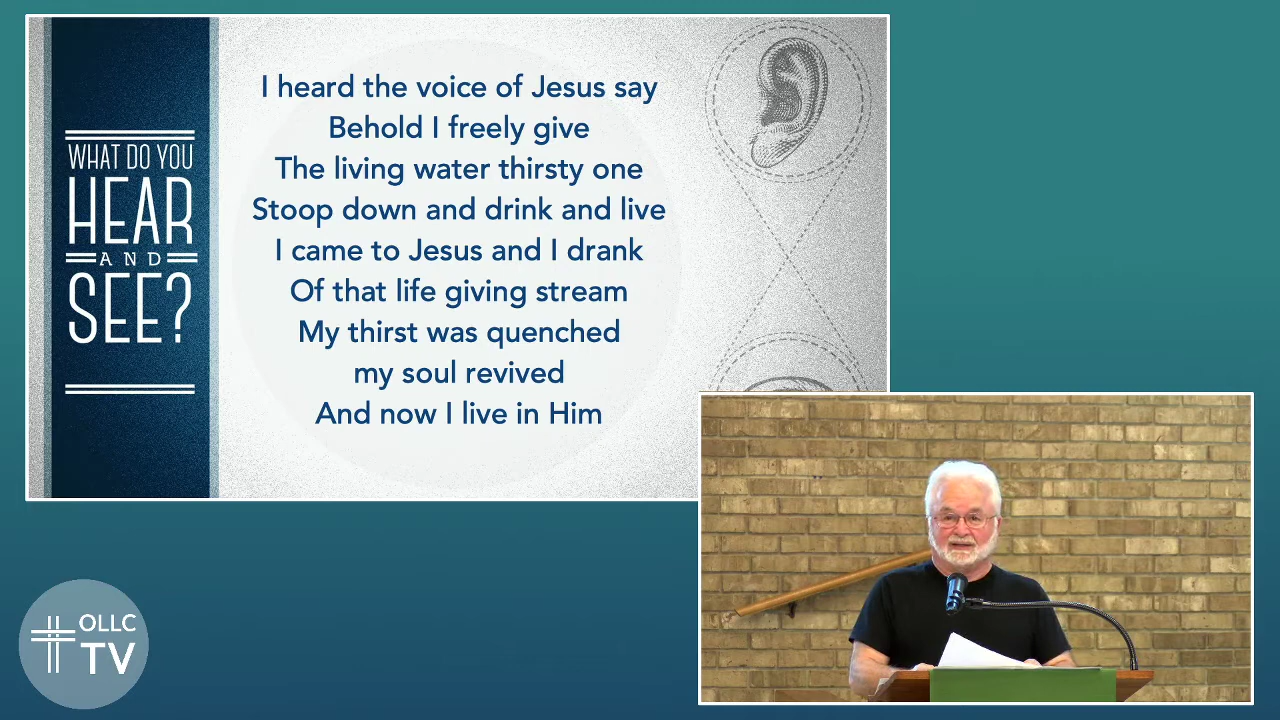 WHAT DO YOU
HEAR
AND
SEE?
I heard the voice of Jesus say
Behold I freely give
The living water thirsty one
Stoop down and drink and live
I came to Jesus and I drank
Of that life giving stream
My thirst was quenched
my soul revived
And now I live in Him
OLLC
TV